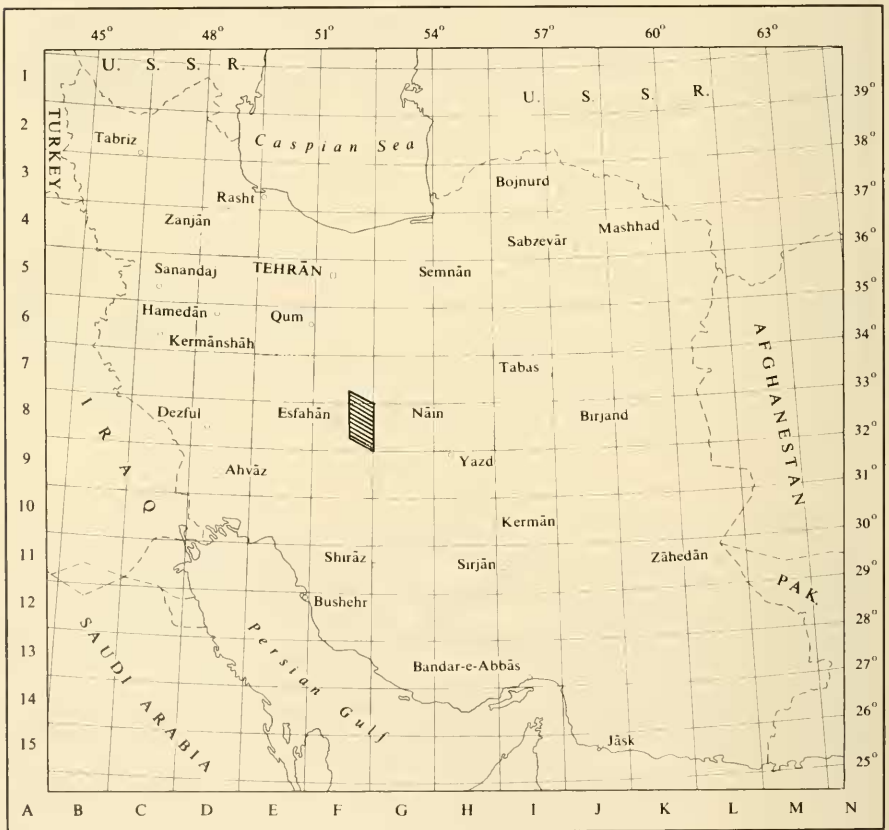 45° 48° 51° 54° 57° 60° 63°
1 U. S. S. R. 39°
U. S. S. R.
2 TURKEY Tabriz Caspian Sea 38°
3 Rasht Bojnurd 37°
4 Zanjān Sabzevār Mashhad 36°
5 Sanandaj TEHRĀN Semnān 35°
6 Hamedān Qum 34°
Kermānshāh AFGHANESTĀN
7 Tabas 33°
8 IRAQ Dezful Esfahān Nāin Birjand 32°
9 Ahvāz Yazd 31°
10 Kermān 30°
11 Shirāz Sirjān Zāhedān 29°
PAK.
12 Bushehr 28°
13 SAUDI ARABIA Persian Gulf Bandar-e-Abbās 27°
14 26°
15 Jāsk 25°
A B C D E F G H I J K L M N